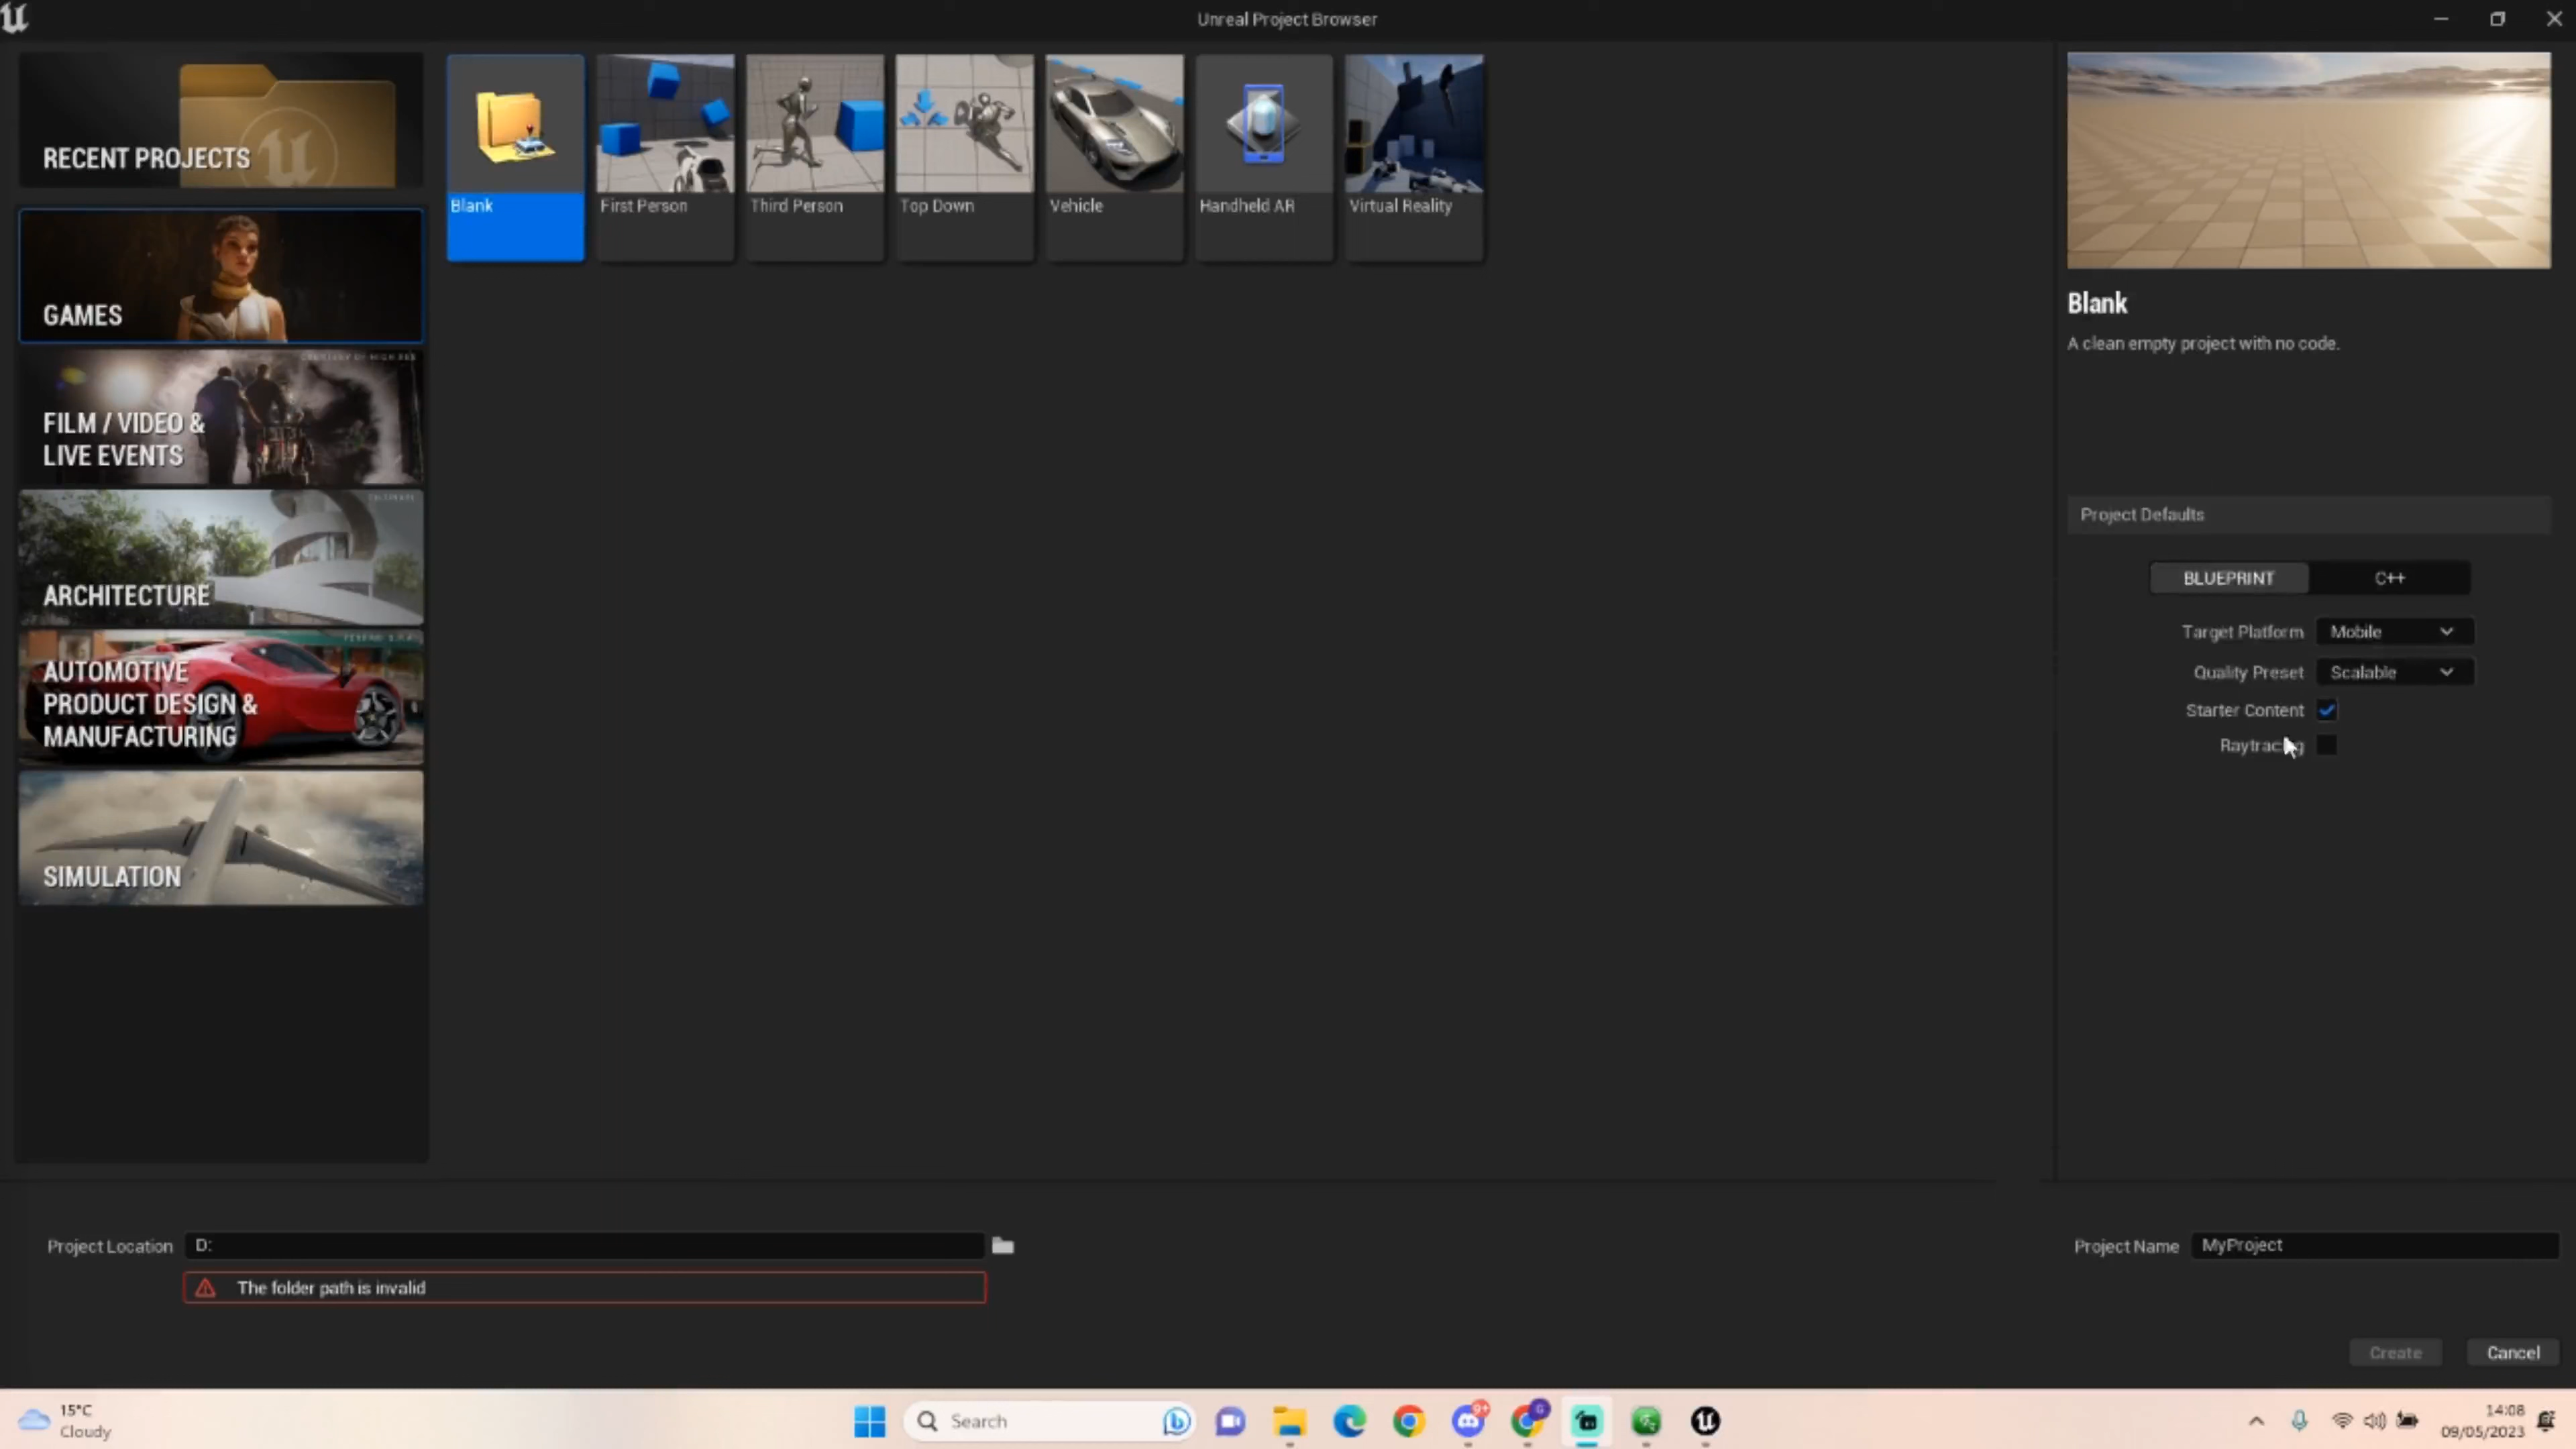 Unreal Project Browser
RECENT PROJECTS
GAMES
FILM / VIDEO &
LIVE EVENTS
ARCHITECTURE
AUTOMOTIVE
PRODUCT DESIGN &
MANUFACTURING
SIMULATION
Blank
First Person
Third Person
Top Down
Vehicle
Handheld AR
Virtual Reality
Blank
A clean empty project with no code.
Project Defaults
BLUEPRINT
C++
Target Platform
Mobile
Quality Preset
Scalable
Starter Content
Project Location
D:
The folder path is invalid
Project Name
MyProject
Create
Cancel
15°C
Cloudy
Search
9+
G
14:08
09/05/2023